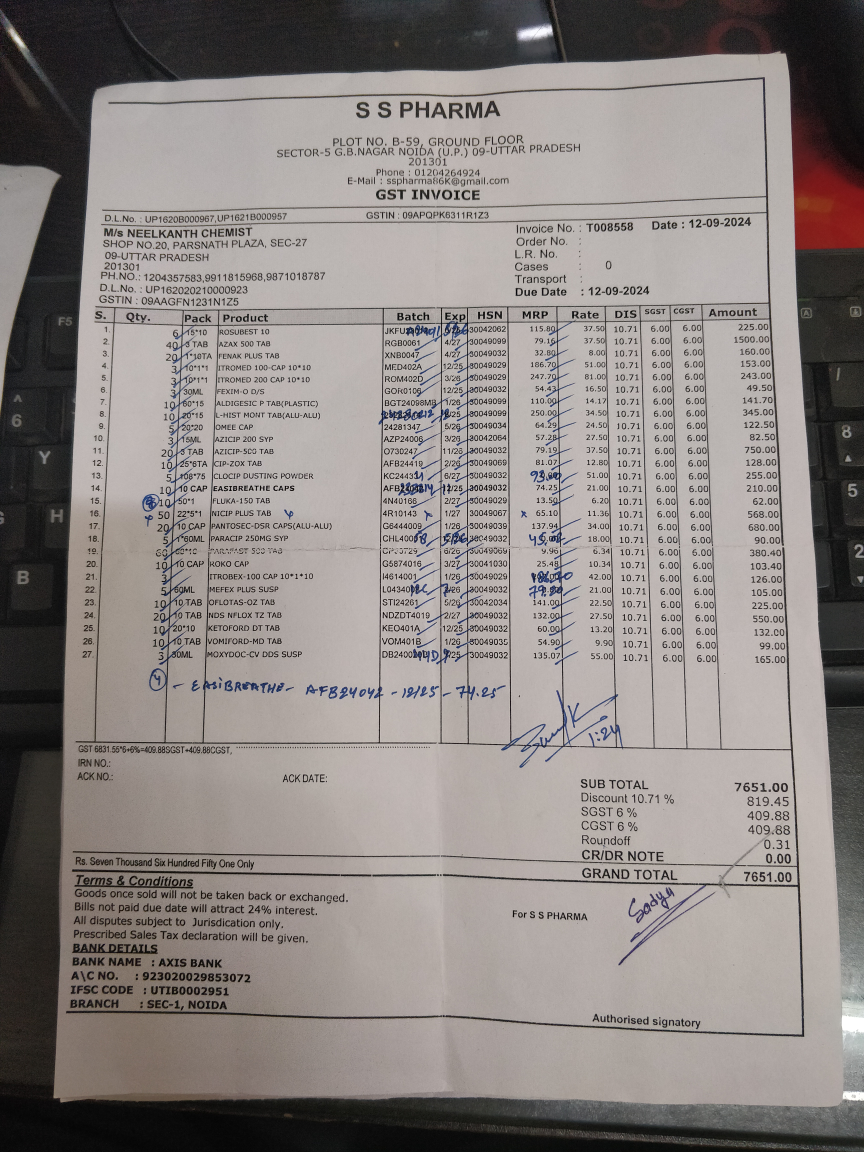 S S PHARMA
PLOT NO. B-59, GROUND FLOOR
SECTOR-5 G.B.NAGAR NOIDA (U.P.) 09-UTTAR PRADESH
201301
Phone : 01204264924
E-Mail : sspharma86K@gmail.com
GST INVOICE
D.L.No. : UP1620B000967,UP1621B000957 GSTIN : 09APQPK6311R1Z3
M/s NEELKANTH CHEMIST
SHOP NO.20, PARSNATH PLAZA, SEC-27
09-UTTAR PRADESH
201301
PH.NO.: 1204357583,9911815968,9871018787
D.L.No. : UP162020210000923
GSTIN : 09AAGFN1231N1Z5
Invoice No. : T008558 Date : 12-09-2024
Order No. :
L.R. No. :
Cases : 0
Transport :
Due Date : 12-09-2024
S. Qty. Pack Product Batch Exp HSN MRP Rate DIS SGST CGST Amount
1. 6 15*10 ROSUBEST 10 30042062 115.80 37.50 10.71 6.00 6.00 225.00
2. 40 3 TAB AZAX 500 TAB RGB0061 4/27 30049099 79.16 37.50 10.71 6.00 6.00 1500.00
3. 20 1*10TA FENAK PLUS TAB XNB0047 4/27 30049032 32.80 8.00 10.71 6.00 6.00 160.00
4. 3 10*1*1 ITROMED 100-CAP 10*10 MED402A 12/25 30049029 186.70 51.00 10.71 6.00 6.00 153.00
5. 3 10*1*1 ITROMED 200 CAP 10*10 ROM402D 3/26 30049029 247.20 81.00 10.71 6.00 6.00 243.00
6. 3 30ML FEXIM-O D/S GOR0106 12/25 30049032 54.43 16.50 10.71 6.00 6.00 49.50
7. 10 60*15 ALDIGESIC P TAB(PLASTIC) BGT24098MB 1/26 30049099 110.00 14.17 10.71 6.00 6.00 141.70
8. 10 20*15 L-HIST MONT TAB(ALU-ALU) 30049099 250.00 34.50 10.71 6.00 6.00 345.00
9. 5 20*20 OMEE CAP 24281347 5/26 30049034 64.29 24.50 10.71 6.00 6.00 122.50
10. 3 15ML AZICIP 200 SYP AZP24006 3/26 30042064 57.28 27.50 10.71 6.00 6.00 82.50
11. 20 3 TAB AZICIP-500 TAB O730247 11/26 30049032 79.19 37.50 10.71 6.00 6.00 750.00
12. 10 25*6TA CIP-ZOX TAB AFB24419 2/26 30049069 81.07 12.80 10.71 6.00 6.00 128.00
13. 5 108*75 CLOCIP DUSTING POWDER 6/27 30049032 51.00 10.71 6.00 6.00 255.00
14. 10 10 CAP EASIBREATHE CAPS 30049032 74.25 21.00 10.71 6.00 6.00 210.00
15. 10 50*1 FLUKA-150 TAB 4N40166 2/27 30049029 13.50 6.20 10.71 6.00 6.00 62.00
16. 50 22*5*1 NICIP PLUS TAB 4R10143 1/27 30049067 65.10 11.36 10.71 6.00 6.00 568.00
17. 20 10 CAP PANTOSEC-DSR CAPS(ALU-ALU) G6444009 1/26 30049039 137.94 34.00 10.71 6.00 6.00 680.00
18. 5 1*60ML PARACIP 250MG SYP 30049032 18.00 10.71 6.00 6.00 90.00
19. 60 PARAFAST 500 TAB 6/26 30049069 9.96 6.34 10.71 6.00 6.00 380.40
20. 10 10 CAP ROKO CAP G5874016 3/27 30041030 25.48 10.34 10.71 6.00 6.00 103.40
21. 3 ITROBEX-100 CAP 10*1*10 I4614001 1/26 30049029 42.00 10.71 6.00 6.00 126.00
22. 5 60ML MEFEX PLUS SUSP 30049032 21.00 10.71 6.00 6.00 105.00
23. 10 10 TAB OFLOTAS-OZ TAB STI24261 5/26 30042034 141.00 22.50 10.71 6.00 6.00 225.00
24. 20 10 TAB NDS NFLOX TZ TAB NDZDT4019 2/27 30049032 132.00 27.50 10.71 6.00 6.00 550.00
25. 10 20*10 KETOFORD DT TAB KEO401A 12/25 30049032 60.00 13.20 10.71 6.00 6.00 132.00
26. 10 10 TAB VOMIFORD-MD TAB VOM401B 1/26 30049035 54.90 9.90 10.71 6.00 6.00 99.00
27. 3 30ML MOXYDOC-CV DDS SUSP 30049032 135.07 55.00 10.71 6.00 6.00 165.00
4 - EASIBREATHE - AFB24042 - 12/25 - 74.25
1:24
GST 6831.55*6+6%=409.88SGST+409.88CGST,
IRN NO.:
ACK NO.: ACK DATE:
SUB TOTAL 7651.00
Discount 10.71 % 819.45
SGST 6 % 409.88
CGST 6 % 409.88
Roundoff 0.31
CR/DR NOTE 0.00
GRAND TOTAL 7651.00
Rs. Seven Thousand Six Hundred Fifty One Only
Terms & Conditions
Goods once sold will not be taken back or exchanged.
Bills not paid due date will attract 24% interest.
All disputes subject to Jurisdication only.
Prescribed Sales Tax declaration will be given.
BANK DETAILS
BANK NAME : AXIS BANK
A\C NO. : 923020029853072
IFSC CODE : UTIB0002951
BRANCH : SEC-1, NOIDA
For S S PHARMA
Authorised signatory
F5
6
Y
H
B
8
5
2